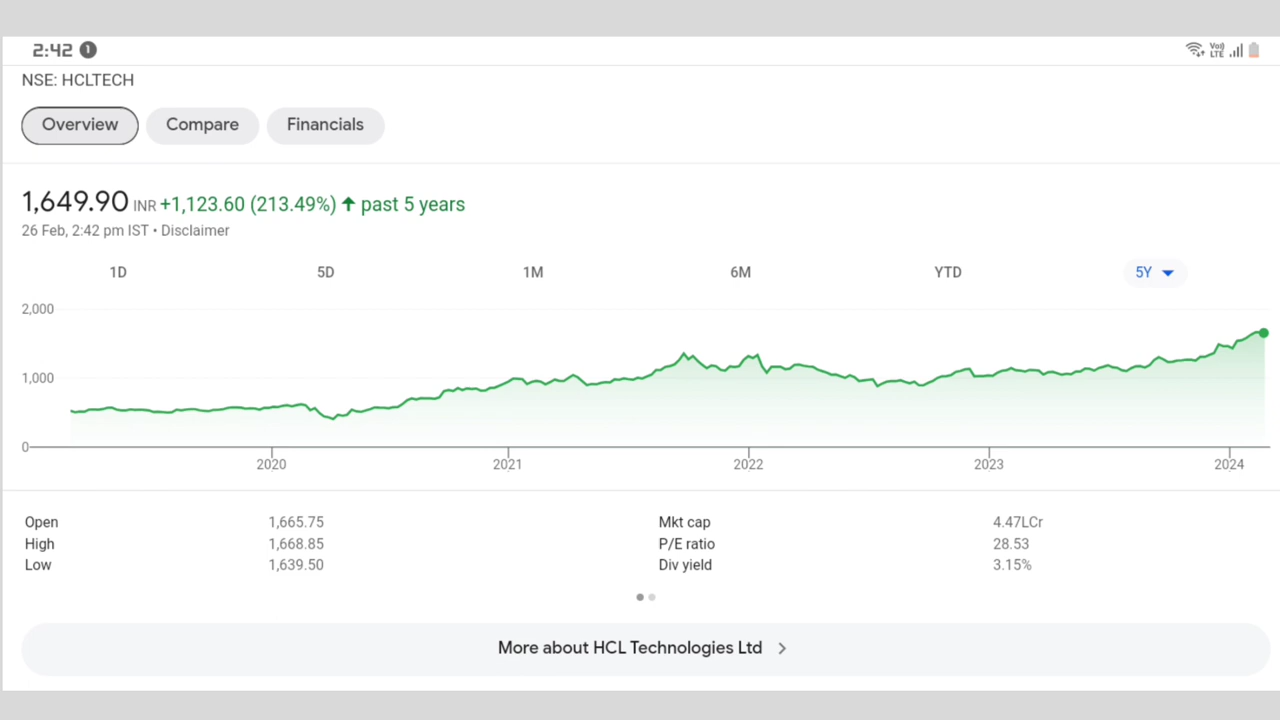 2:42 1
Vo) LTE
NSE: HCLTECH
Overview Compare Financials
1,649.90 INR +1,123.60 (213.49%) ↑ past 5 years
26 Feb, 2:42 pm IST • Disclaimer
1D 5D 1M 6M YTD 5Y
2,000
1,000
0
2020 2021 2022 2023 2024
Open 1,665.75 Mkt cap 4.47LCr
High 1,668.85 P/E ratio 28.53
Low 1,639.50 Div yield 3.15%
More about HCL Technologies Ltd >